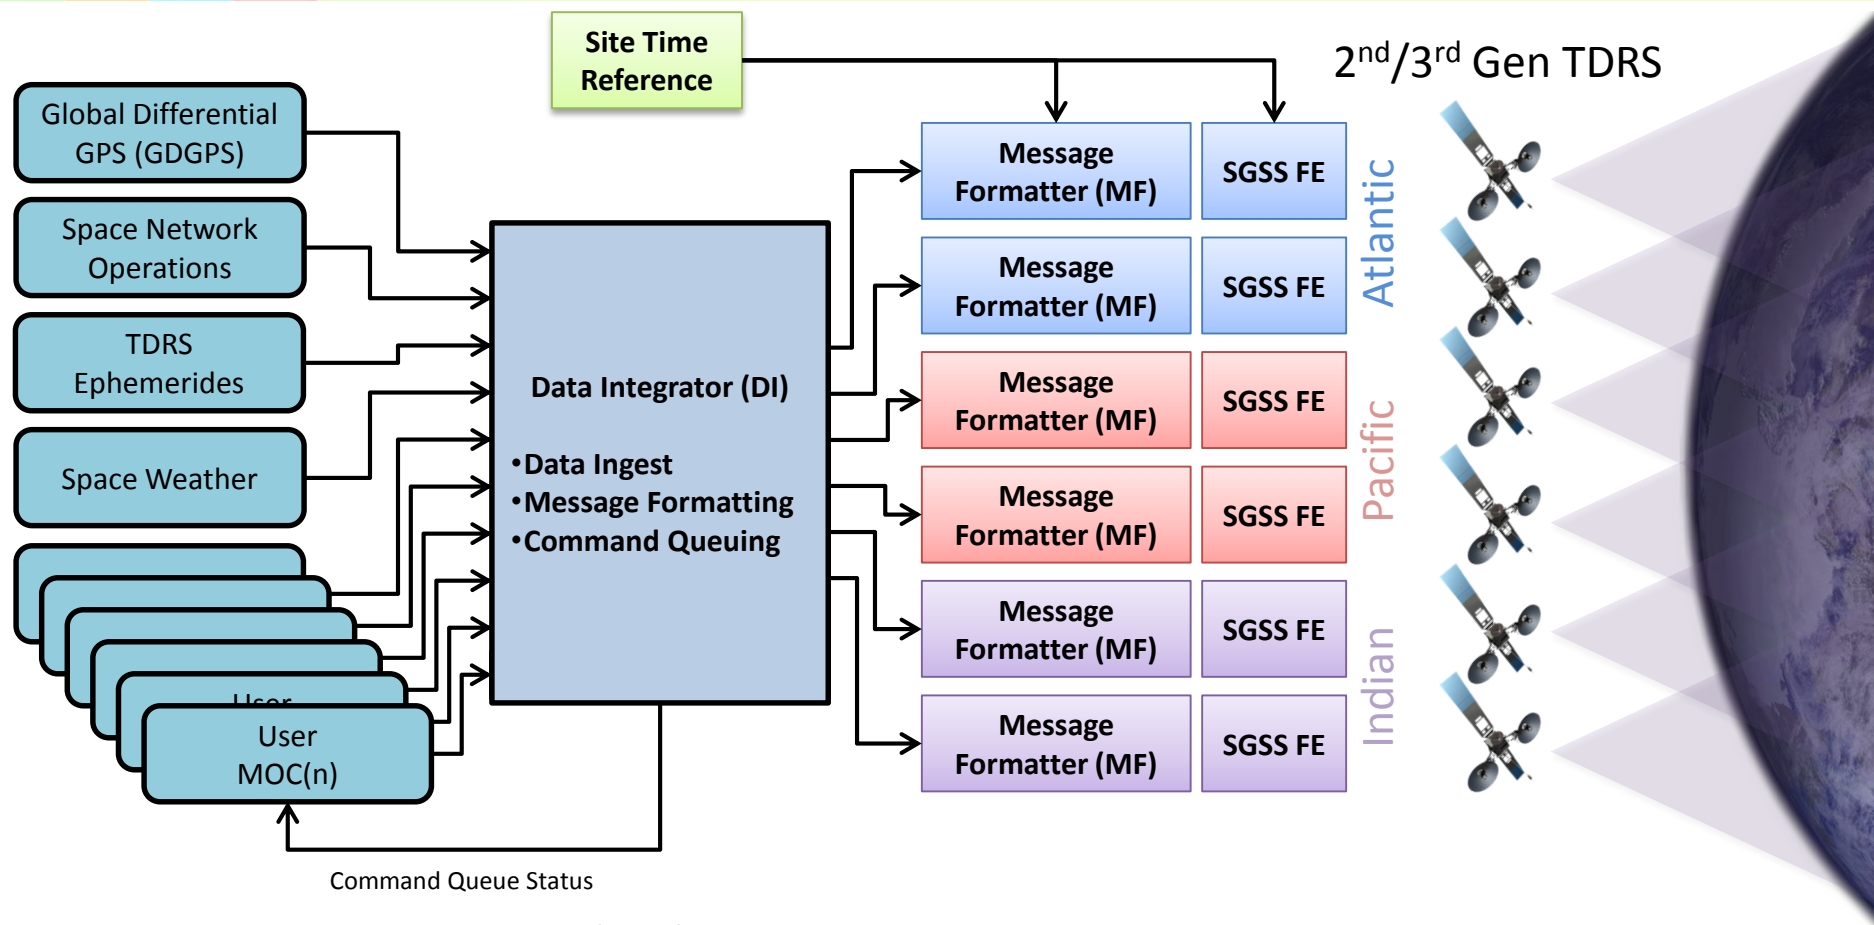 Site Time
Reference
2nd/3rd Gen TDRS
Global Differential
GPS (GDGPS)
Space Network
Operations
TDRS
Ephemerides
Space Weather
User
User
MOC(n)
Data Integrator (DI)
•Data Ingest
•Message Formatting
•Command Queuing
Command Queue Status
Message
Formatter (MF)
SGSS FE
Message
Formatter (MF)
SGSS FE
Atlantic
Message
Formatter (MF)
SGSS FE
Message
Formatter (MF)
SGSS FE
Pacific
Message
Formatter (MF)
SGSS FE
Message
Formatter (MF)
SGSS FE
Indian